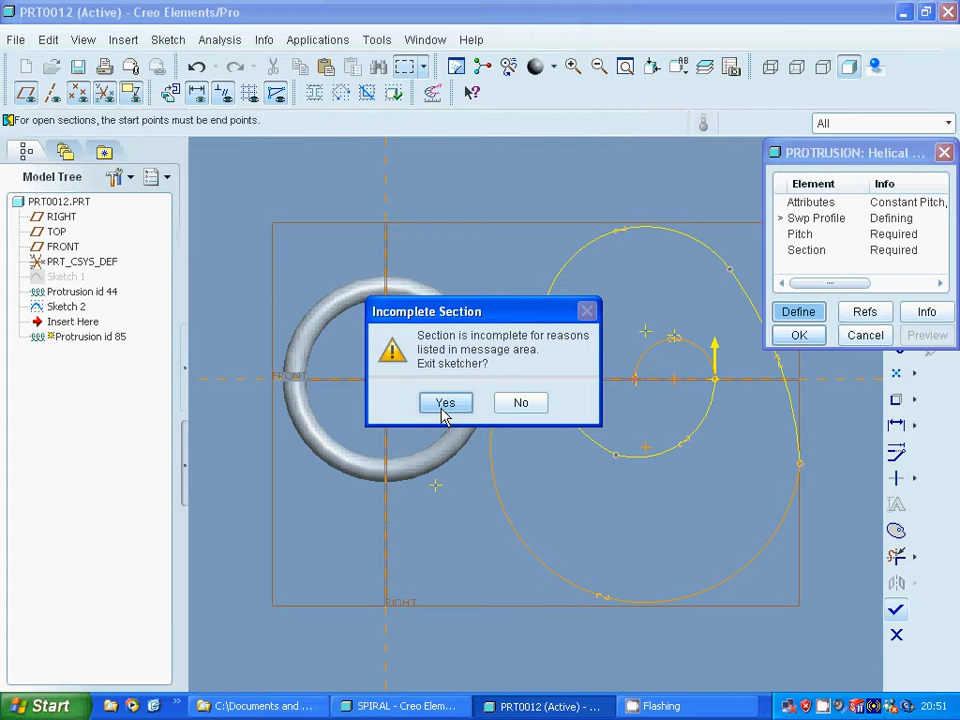 PRT0012 (Active) - Creo Elements/Pro
File Edit View Insert Sketch Analysis Info Applications Tools Window Help
For open sections, the start points must be end points.
All
Model Tree
PRT0012.PRT
RIGHT
TOP
FRONT
PRT_CSYS_DEF
Sketch 1
Protrusion id 44
Sketch 2
Insert Here
Protrusion id 85
FRONT
RIGHT
Incomplete Section
Section is incomplete for reasons
listed in message area.
Exit sketcher?
Yes No
PROTRUSION: Helical ...
Element Info
Attributes Constant Pitch,
> Swp Profile Defining
Pitch Required
Section Required
Define Refs Info
OK Cancel Preview
Start
C:\Documents and ...
SPIRAL - Creo Elem...
PRT0012 (Active) - ...
Flashing
20:51